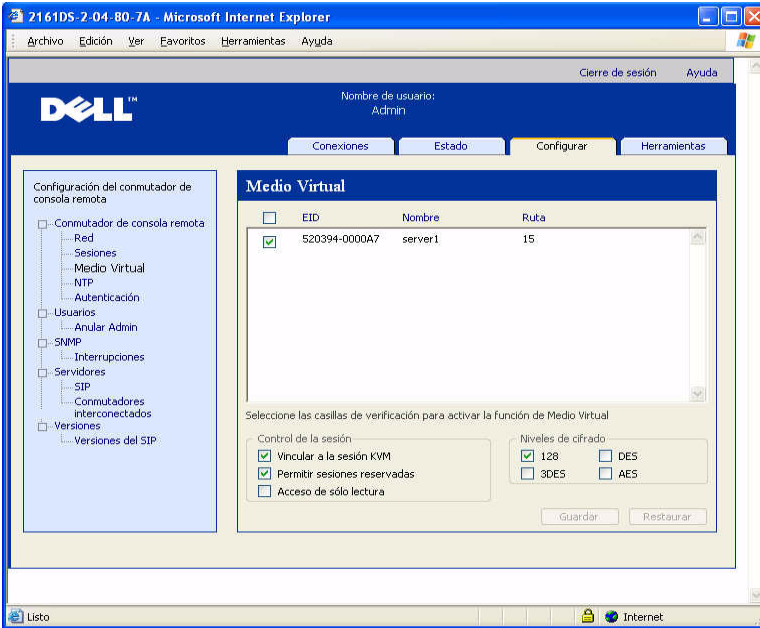 2161DS-2-04-80-7A - Microsoft Internet Explorer
Archivo Edición Ver Favoritos Herramientas Ayuda
Cierre de sesión Ayuda
DELL™
Nombre de usuario:
Admin
Conexiones Estado Configurar Herramientas
Configuración del conmutador de
consola remota
Conmutador de consola remota
Red
Sesiones
Medio Virtual
NTP
Autenticación
Usuarios
Anular Admin
SNMP
Interrupciones
Servidores
SIP
Conmutadores
interconectados
Versiones
Versiones del SIP
Medio Virtual
EID Nombre Ruta
520394-0000A7 server1 15
Seleccione las casillas de verificación para activar la función de Medio Virtual
Control de la sesión
Vincular a la sesión KVM
Permitir sesiones reservadas
Acceso de sólo lectura
Niveles de cifrado
128 DES
3DES AES
Guardar Restaurar
Listo Internet